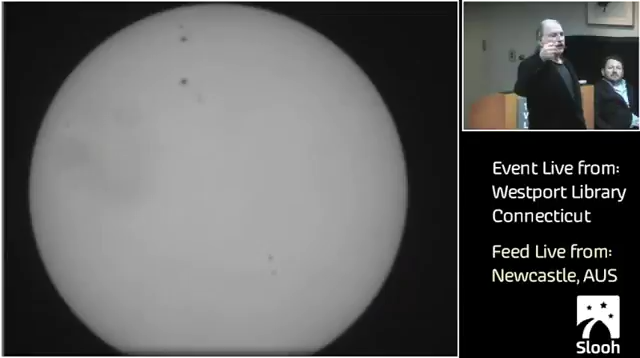 Event Live from:
Westport Library
Connecticut
Feed Live from:
Newcastle, AUS
Slooh